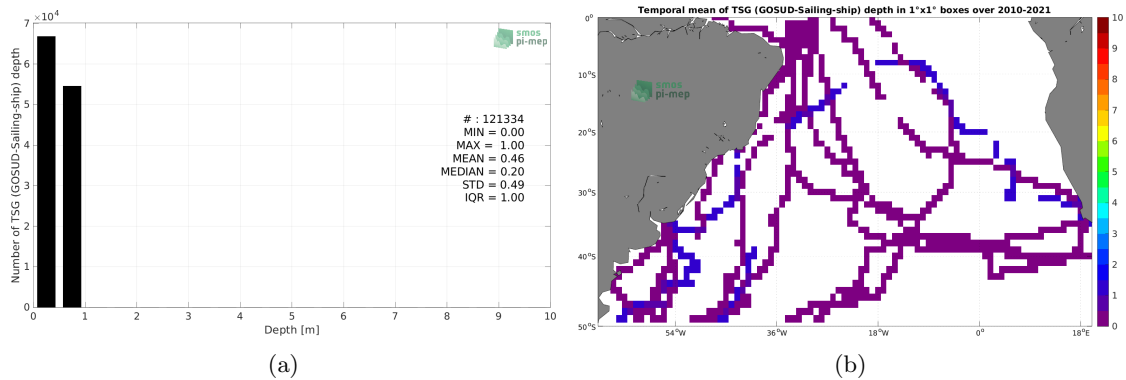 ×10⁴
7
6
5
4
3
2
1
0
Number of TSG (GOSUD-Sailing-ship) depth
smos
pi-mep
# : 121334
MIN = 0.00
MAX = 1.00
MEAN = 0.46
MEDIAN = 0.20
STD = 0.49
IQR = 1.00
0 1 2 3 4 5 6 7 8 9 10
Depth [m]
(a)
Temporal mean of TSG (GOSUD-Sailing-ship) depth in 1°x1° boxes over 2010-2021
0°
10°S
20°S
30°S
40°S
50°S
smos
pi-mep
54°W 36°W 18°W 0° 18°E
10
9
8
7
6
5
4
3
2
1
0
(b)